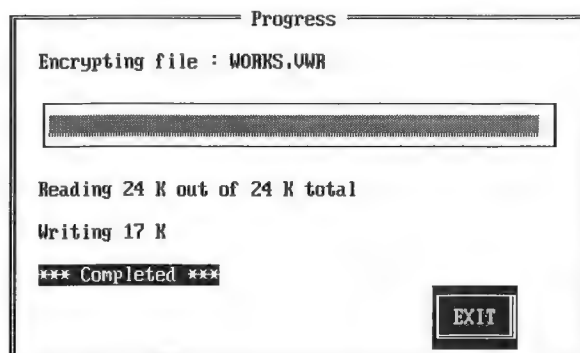 Progress
Encrypting file : WORKS.VWR
Reading 24 K out of 24 K total
Writing 17 K
*** Completed ***
EXIT